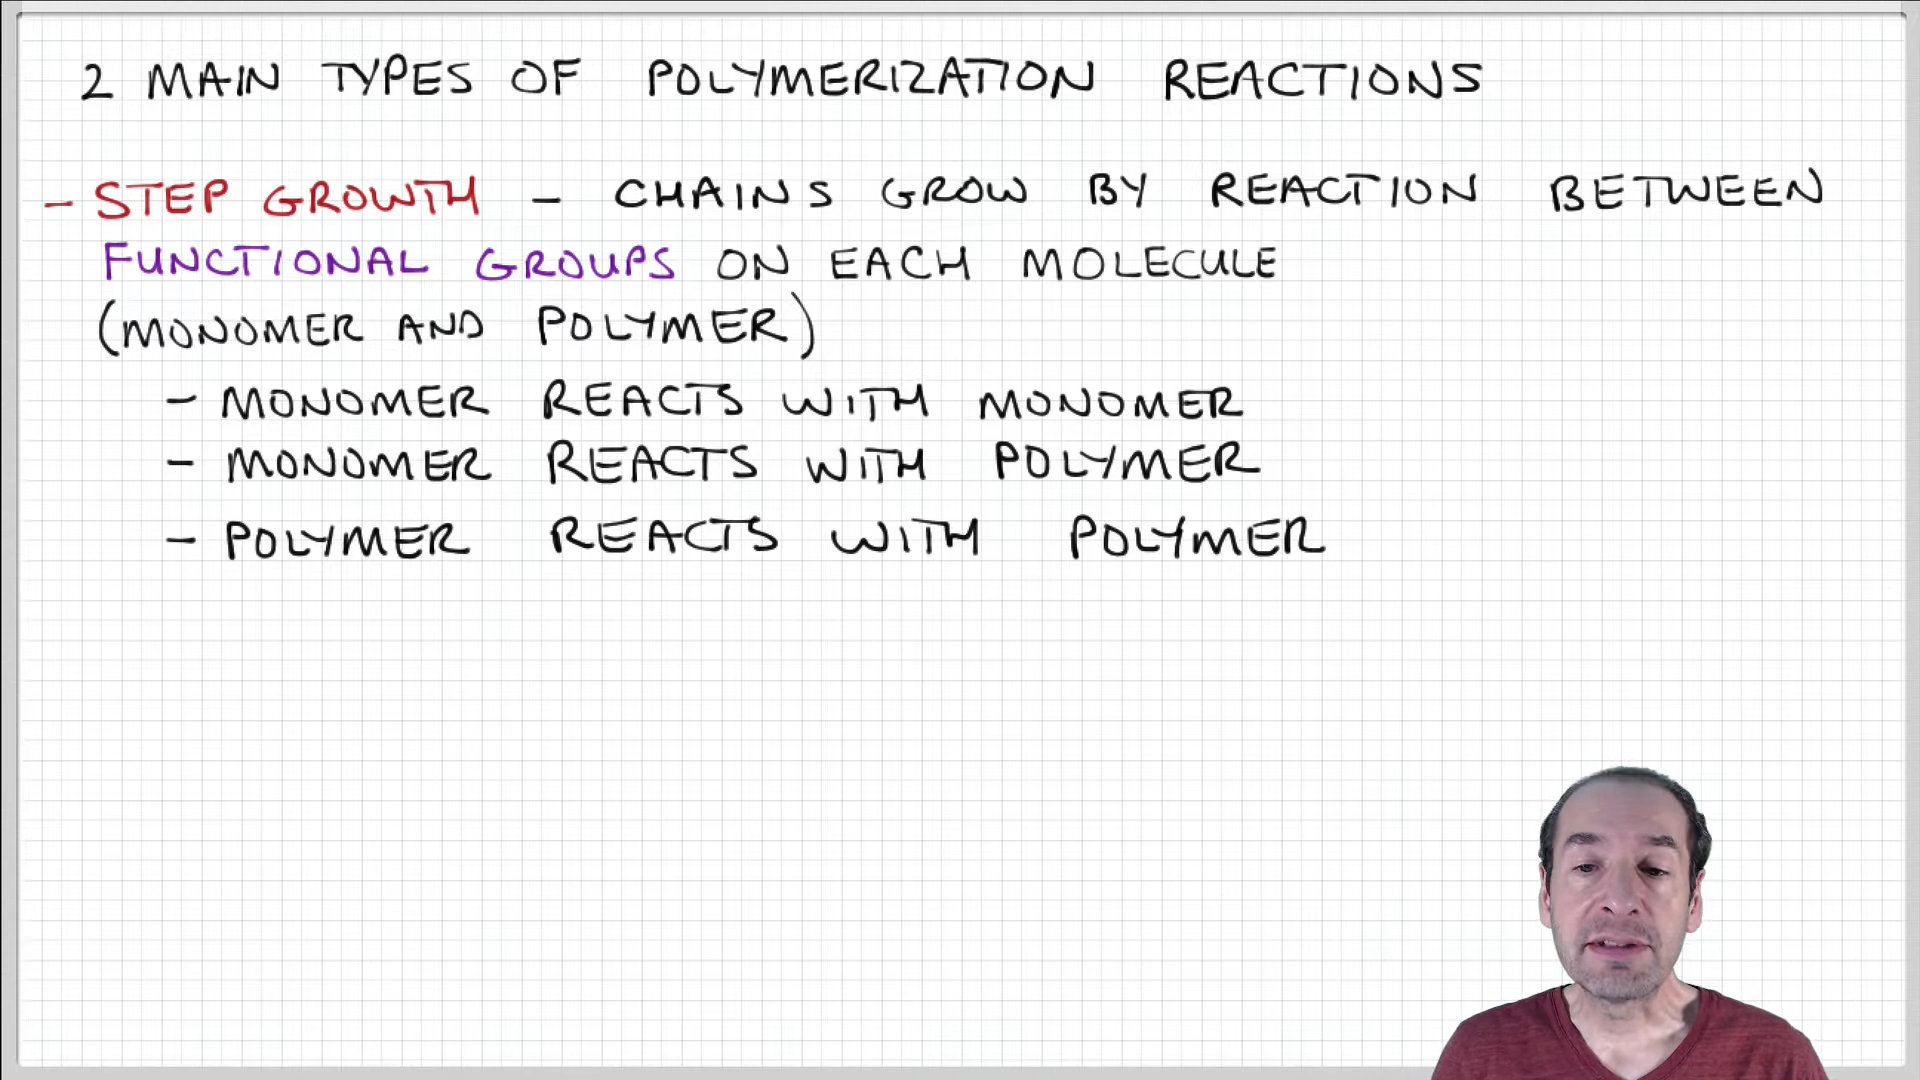 2 MAIN TYPES OF POLYMERIZATION REACTIONS
- STEP GROWTH - CHAINS GROW BY REACTION BETWEEN
FUNCTIONAL GROUPS ON EACH MOLECULE
(MONOMER AND POLYMER)
- MONOMER REACTS WITH MONOMER
- MONOMER REACTS WITH POLYMER
- POLYMER REACTS WITH POLYMER